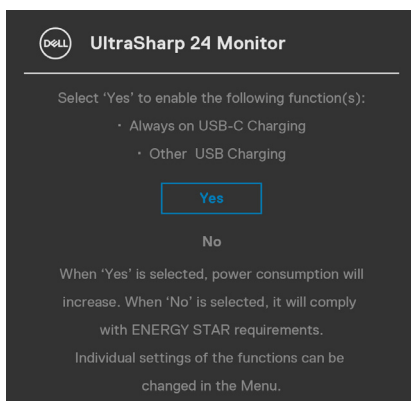 DELL
UltraSharp 24 Monitor
Select ‘Yes’ to enable the following function(s):
· Always on USB-C Charging
· Other USB Charging
Yes
No
When ‘Yes’ is selected, power consumption will
increase. When ‘No’ is selected, it will comply
with ENERGY STAR requirements.
Individual settings of the functions can be
changed in the Menu.